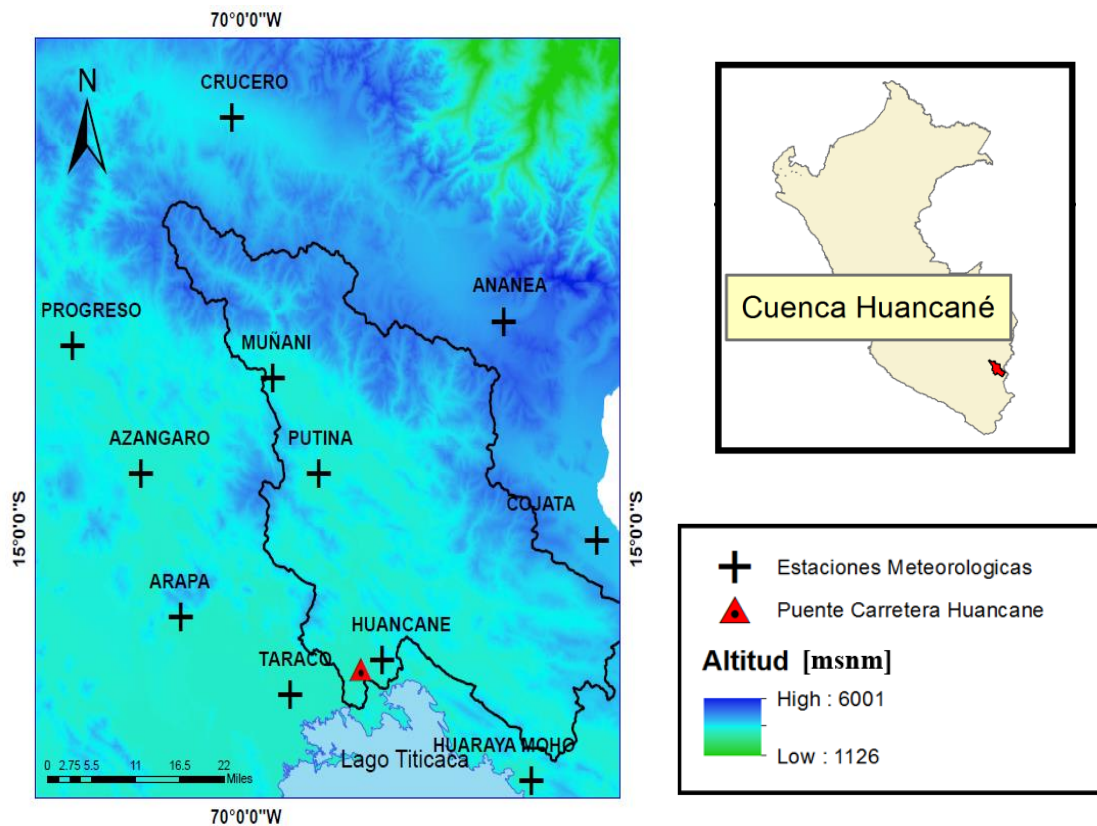 70°0'0"W
N
CRUCERO
ANANEA
PROGRESO
MUÑANI
AZANGARO
PUTINA
COJATA
15°0'0"S
15°0'0"S
ARAPA
HUANCANE
TARACO
HUARAYA MOHO
Lago Titicaca
0 2.75 5.5 11 16.5 22
Miles
70°0'0"W
Cuenca Huancané
Estaciones Meteorologicas
Puente Carretera Huancane
Altitud [msnm]
High : 6001
Low : 1126